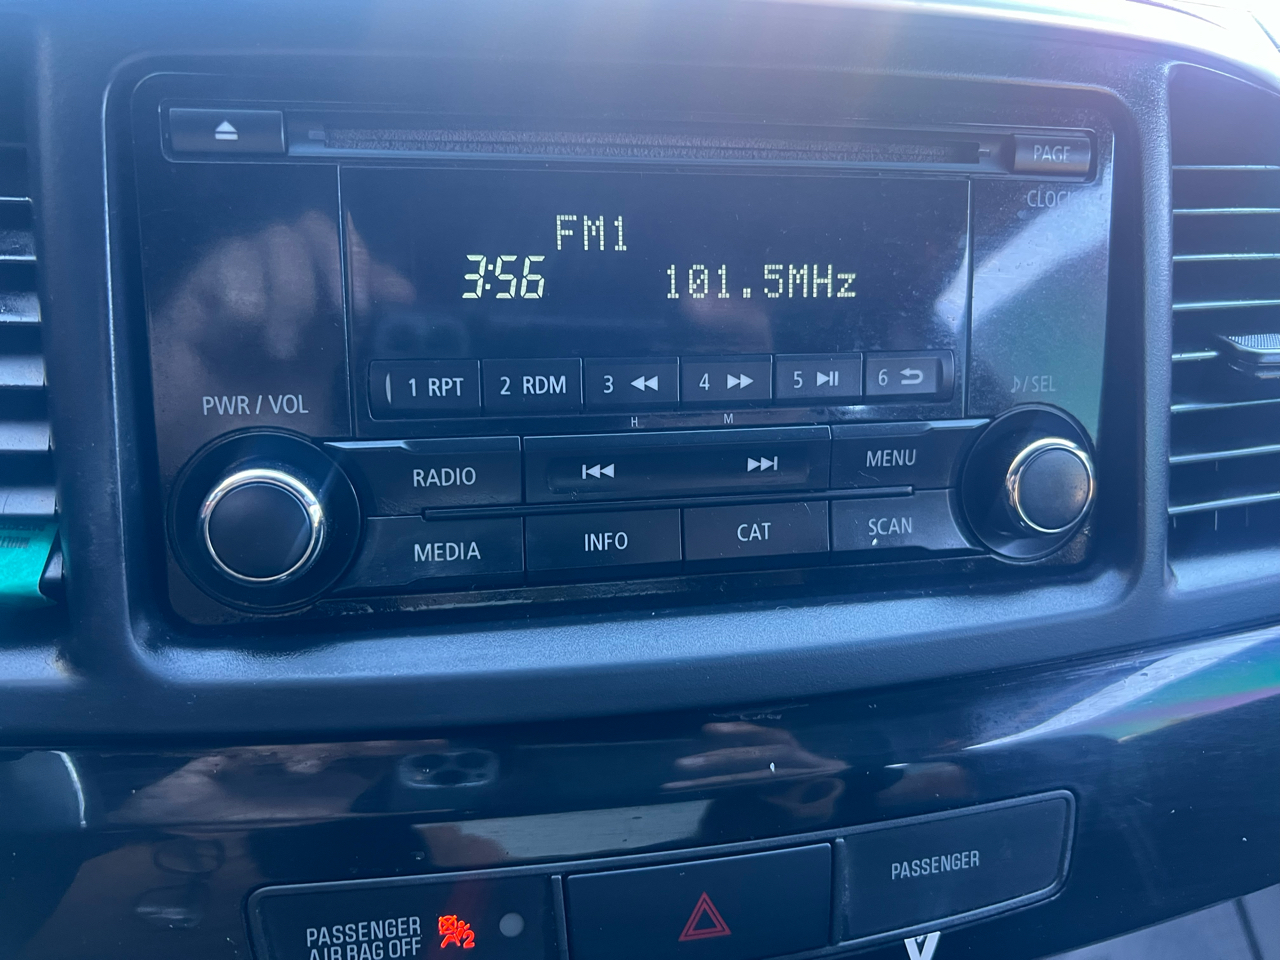 PAGE
CLOCK
FM1
3:56 101.5MHz
1 RPT 2 RDM 3 4 5 6
H M
PWR / VOL
♪/SEL
RADIO
MENU
MEDIA INFO CAT SCAN
PASSENGER
PASSENGER
AIR BAG OFF
2